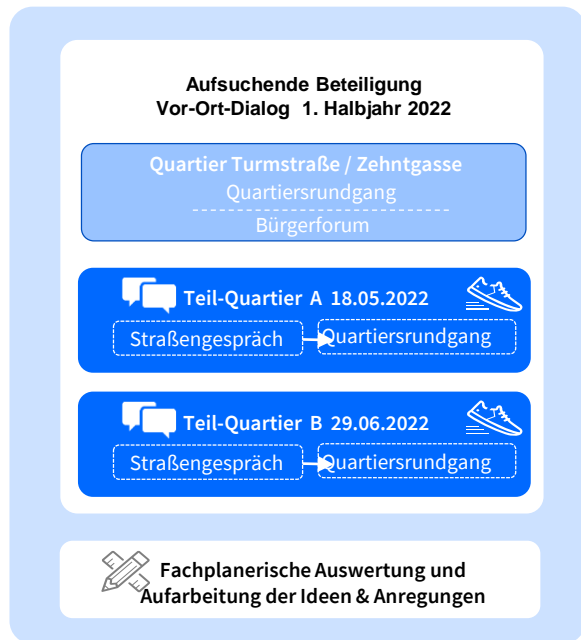 Aufsuchende Beteiligung
Vor-Ort-Dialog 1. Halbjahr 2022
Quartier Turmstraße / Zehntgasse
Quartiersrundgang
Bürgerforum
Teil-Quartier A 18.05.2022
Straßengespräch Quartiersrundgang
Teil-Quartier B 29.06.2022
Straßengespräch Quartiersrundgang
Fachplanerische Auswertung und
Aufarbeitung der Ideen & Anregungen